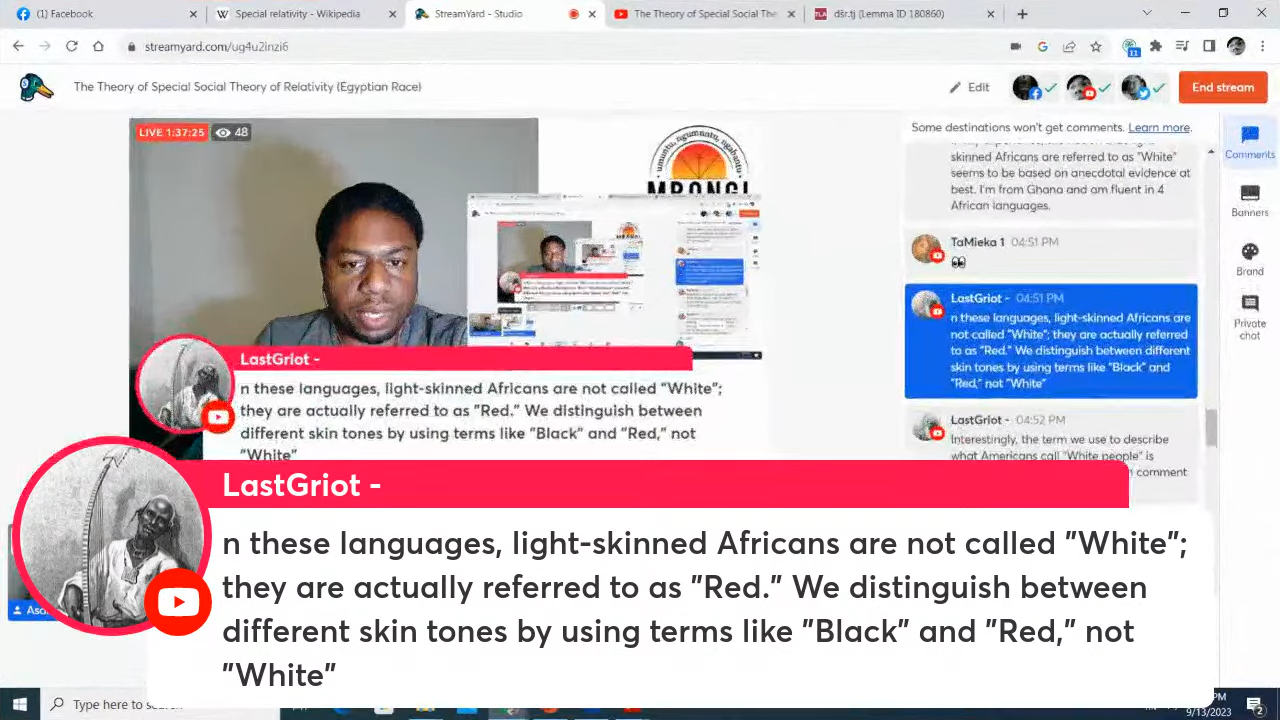 (1) Facebook
Special relativity - Wikipedia
StreamYard - Studio
The Theory of Special Social The
dšr.tj (Lemma ID 180860)
streamyard.com/ug4u2inzi6
11
The Theory of Special Social Theory of Relativity (Egyptian Race)
Edit
End stream
LIVE 1:37:25
48
umuntu, ngumuntu, ngabantu
MBONGI
LastGriot -
n these languages, light-skinned Africans are not called "White";
they are actually referred to as "Red." We distinguish between
different skin tones by using terms like "Black" and "Red," not
"White"
Some destinations won't get comments. Learn more.
skinned Africans are referred to as "White"
seems to be based on anecdotal evidence at
best. I'm from Ghana and am fluent in 4
African languages.
TaMieka 1 04:51 PM
LastGriot - 04:51 PM
n these languages, light-skinned Africans are
not called "White"; they are actually referred
to as "Red." We distinguish between different
skin tones by using terms like "Black" and
"Red," not "White"
LastGriot - 04:52 PM
Interestingly, the term we use to describe
what Americans call "White people" is
comment
Comments
Banners
Brand
Private
chat
LastGriot -
n these languages, light-skinned Africans are not called "White";
they are actually referred to as "Red." We distinguish between
different skin tones by using terms like "Black" and "Red," not
"White"
Type here to search
PM
9/13/2023
2